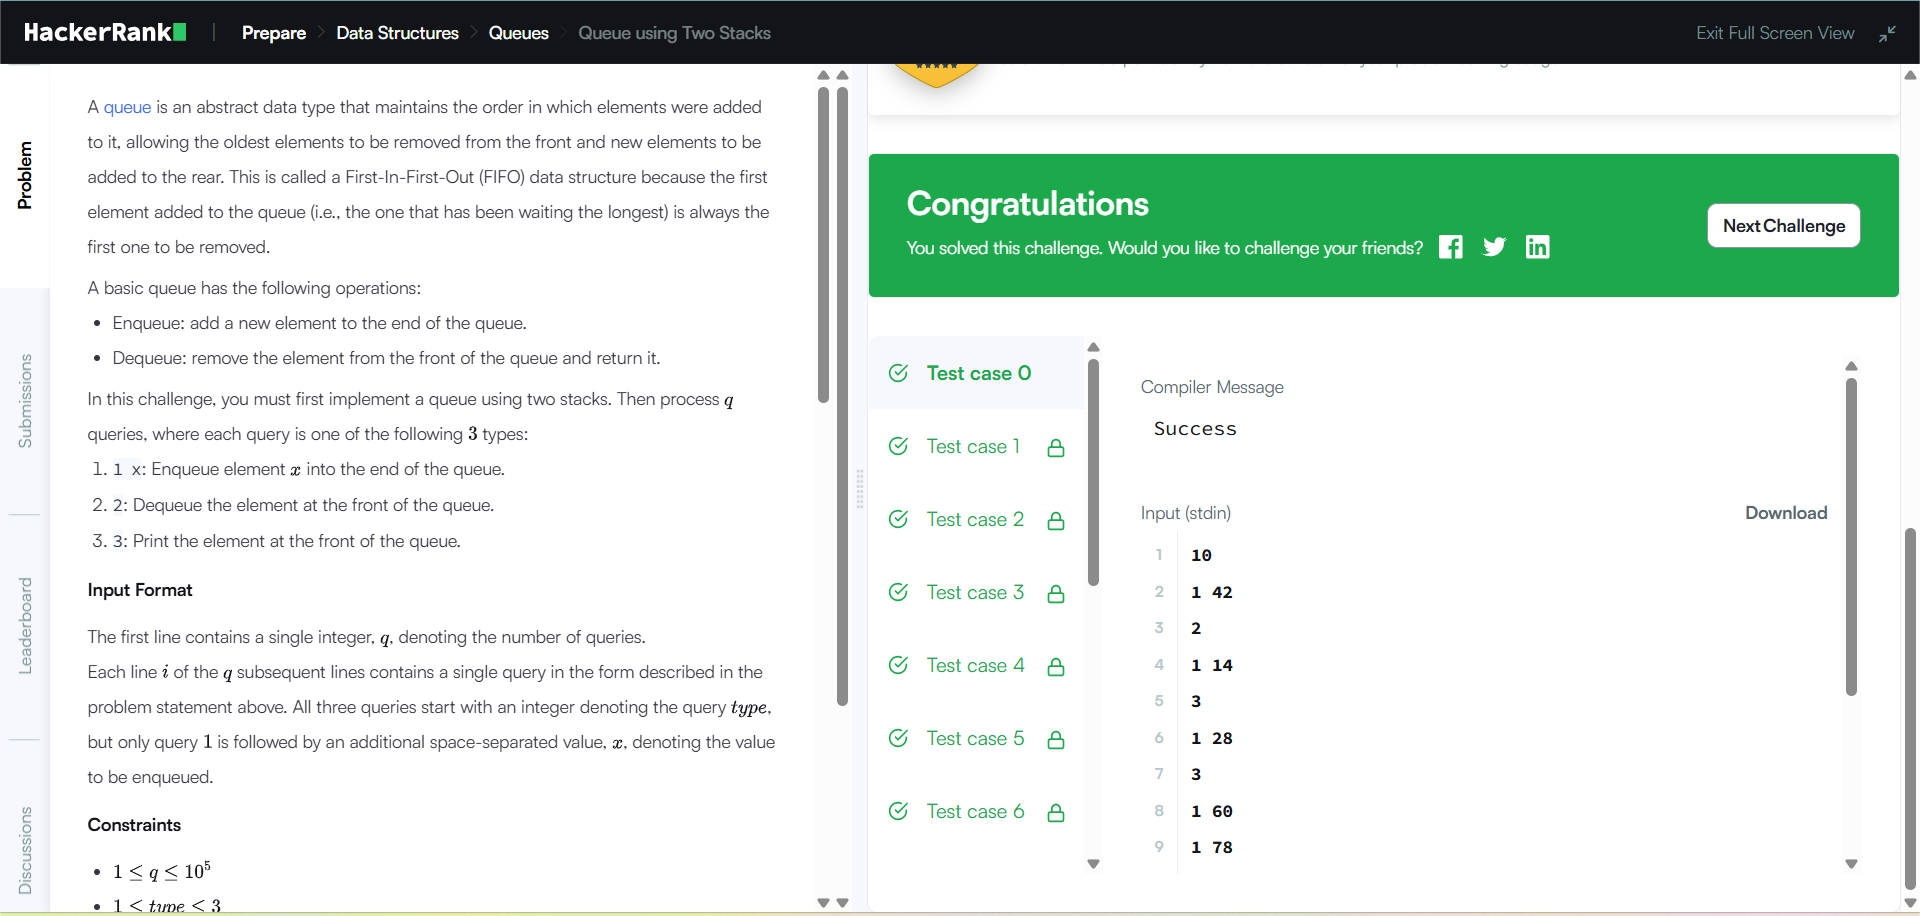 HackerRank
Prepare
Data Structures
Queues
Queue using Two Stacks
Exit Full Screen View
Problem
Submissions
Leaderboard
Discussions
A queue is an abstract data type that maintains the order in which elements were added
to it, allowing the oldest elements to be removed from the front and new elements to be
added to the rear. This is called a First-In-First-Out (FIFO) data structure because the first
element added to the queue (i.e., the one that has been waiting the longest) is always the
first one to be removed.
A basic queue has the following operations:
• Enqueue: add a new element to the end of the queue.
• Dequeue: remove the element from the front of the queue and return it.
In this challenge, you must first implement a queue using two stacks. Then process q
queries, where each query is one of the following 3 types:
1. 1 x: Enqueue element x into the end of the queue.
2. 2: Dequeue the element at the front of the queue.
3. 3: Print the element at the front of the queue.
Input Format
The first line contains a single integer, q, denoting the number of queries.
Each line i of the q subsequent lines contains a single query in the form described in the
problem statement above. All three queries start with an integer denoting the query type,
but only query 1 is followed by an additional space-separated value, x, denoting the value
to be enqueued.
Constraints
• 1 ≤ q ≤ 10⁵
• 1 ≤ type ≤ 3
Congratulations
You solved this challenge. Would you like to challenge your friends?
Next Challenge
Test case 0
Test case 1
Test case 2
Test case 3
Test case 4
Test case 5
Test case 6
Compiler Message
Success
Input (stdin)
Download
1 10
2 1 42
3 2
4 1 14
5 3
6 1 28
7 3
8 1 60
9 1 78